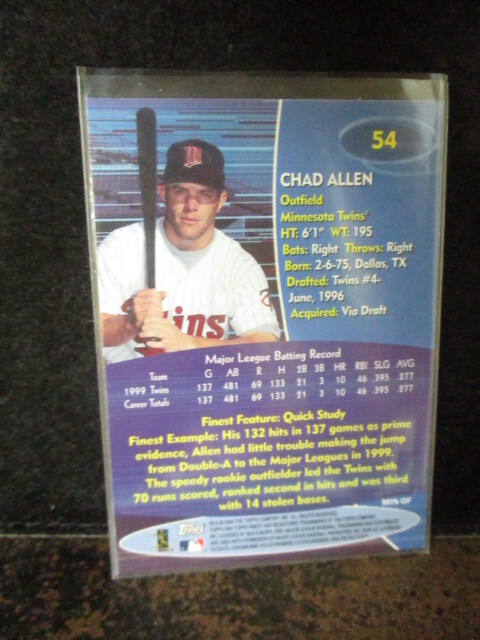 54
CHAD ALLEN
Outfield
Minnesota Twins
HT: 6'1" WT: 195
Bats: Right Throws: Right
Born: 2-6-75, Dallas, TX
Drafted: Twins #4-
June, 1996
Acquired: Via Draft
M
Twins
Major League Batting Record
Team G AB R H 2B 3B HR RBI SLG AVG
1999 Twins 137 481 69 133 21 3 10 46 .395 .277
Career Totals 137 481 69 133 21 3 10 46 .395 .277
Finest Feature: Quick Study
Finest Example: His 132 hits in 137 games as prime
evidence, Allen had little trouble making the jump
from Double-A to the Major Leagues in 1999.
The speedy rookie outfielder led the Twins with
70 runs scored, ranked second in hits and was third
with 14 stolen bases.
MIN-OF
Topps